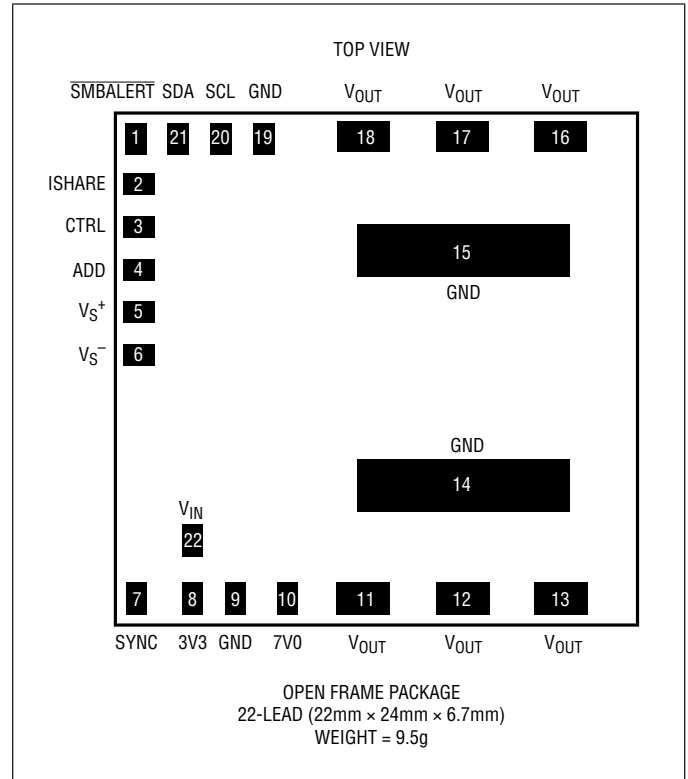 TOP VIEW
SMBALERT SDA SCL GND VOUT VOUT VOUT
1 21 20 19 18 17 16
ISHARE 2
CTRL 3
ADD 4
VS+ 5
VS− 6
15
GND
GND
14
VIN
22
7 8 9 10 11 12 13
SYNC 3V3 GND 7V0 VOUT VOUT VOUT
OPEN FRAME PACKAGE
22-LEAD (22mm × 24mm × 6.7mm)
WEIGHT = 9.5g